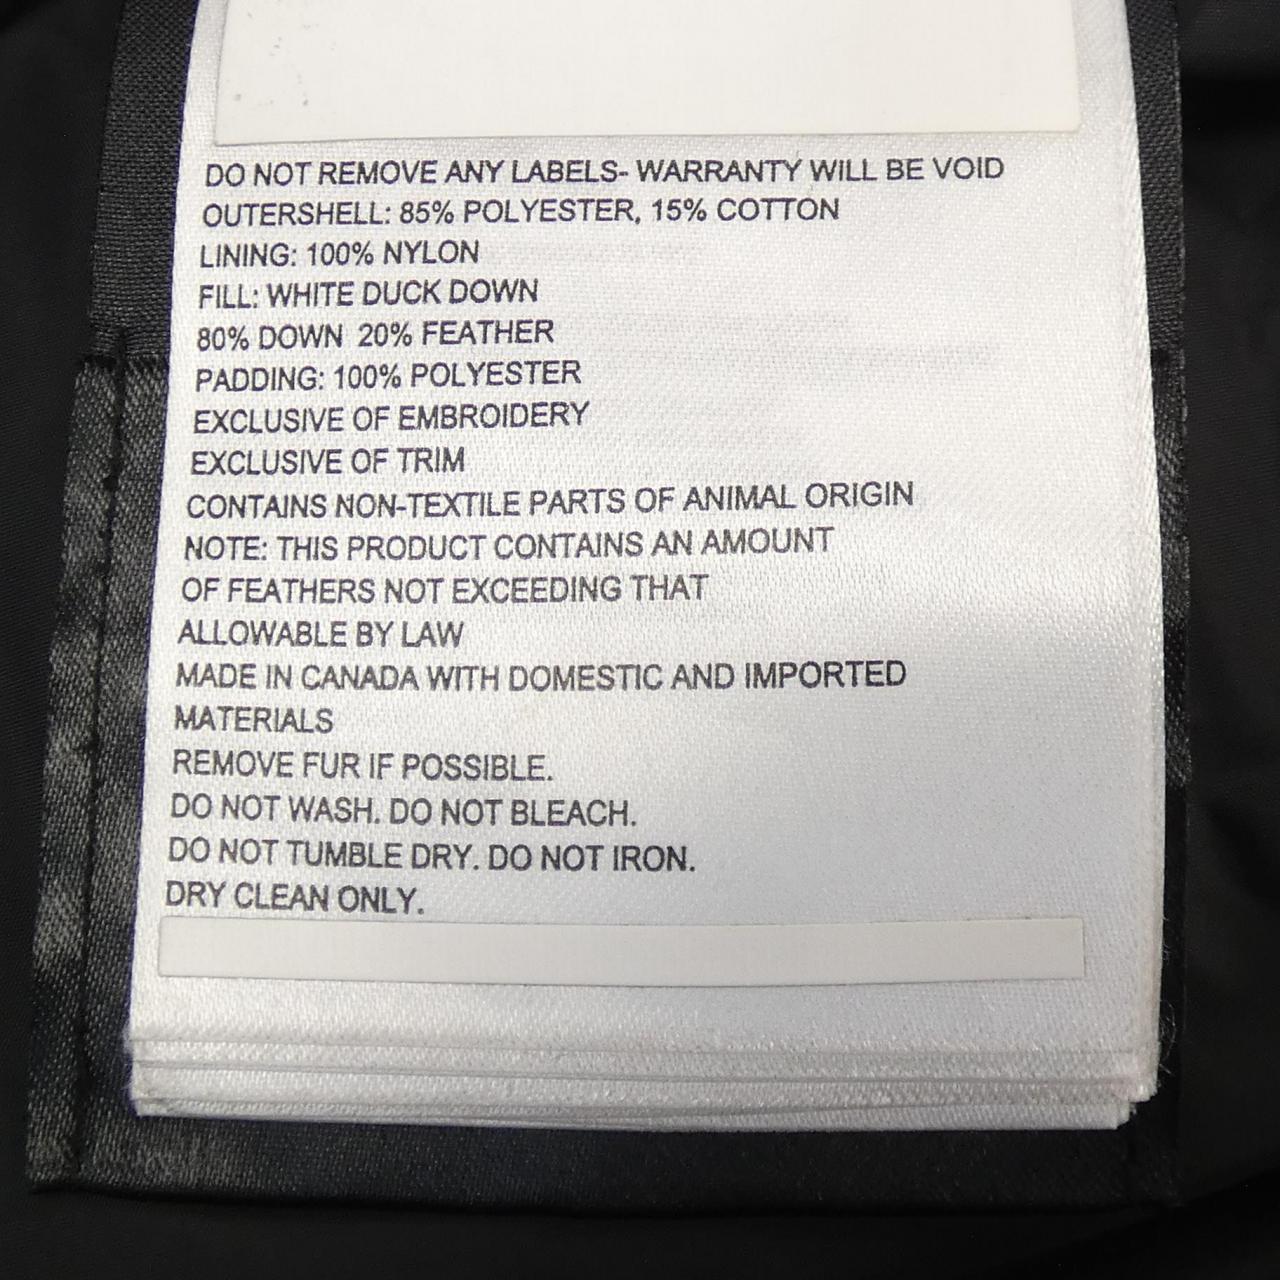 DO NOT REMOVE ANY LABELS- WARRANTY WILL BE VOID
OUTERSHELL: 85% POLYESTER, 15% COTTON
LINING: 100% NYLON
FILL: WHITE DUCK DOWN
80% DOWN  20% FEATHER
PADDING: 100% POLYESTER
EXCLUSIVE OF EMBROIDERY
EXCLUSIVE OF TRIM
CONTAINS NON-TEXTILE PARTS OF ANIMAL ORIGIN
NOTE: THIS PRODUCT CONTAINS AN AMOUNT
OF FEATHERS NOT EXCEEDING THAT
ALLOWABLE BY LAW
MADE IN CANADA WITH DOMESTIC AND IMPORTED
MATERIALS
REMOVE FUR IF POSSIBLE.
DO NOT WASH. DO NOT BLEACH.
DO NOT TUMBLE DRY. DO NOT IRON.
DRY CLEAN ONLY.